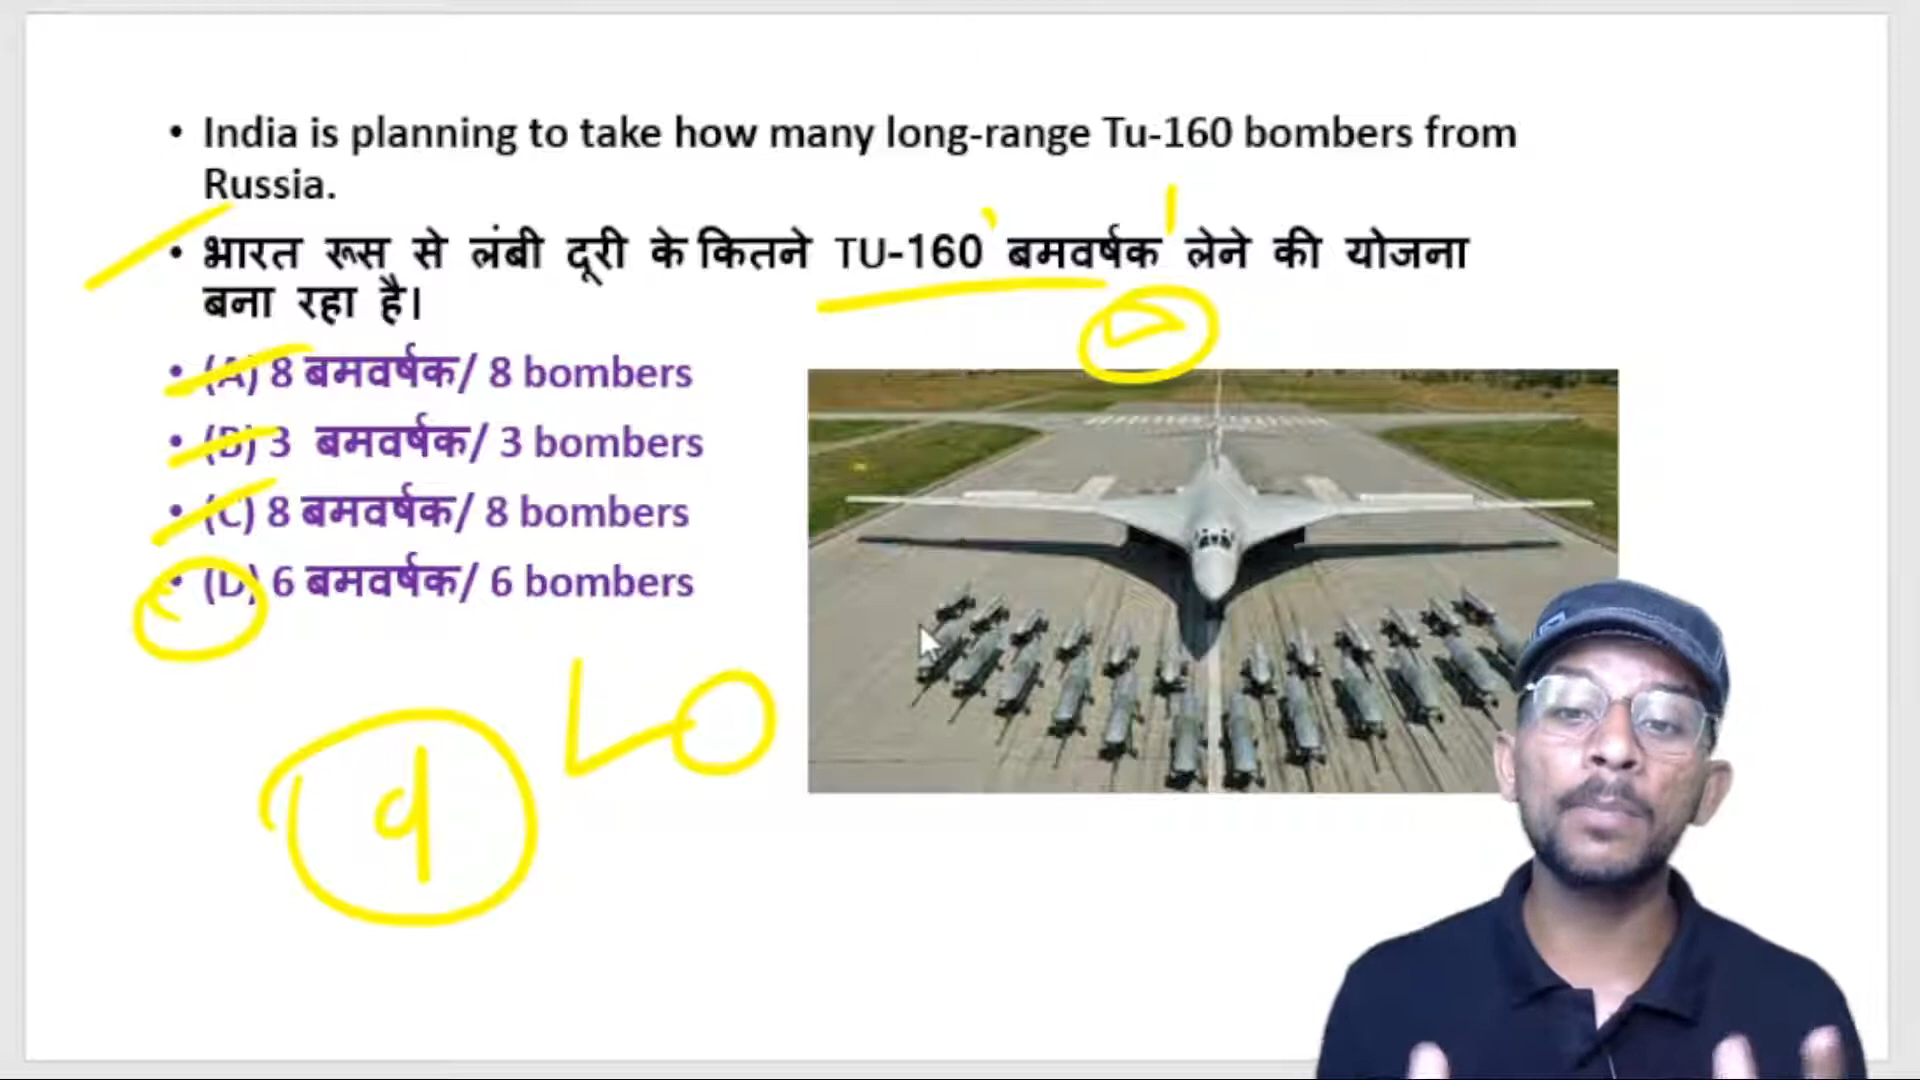 • India is planning to take how many long-range Tu-160 bombers from
Russia.
• भारत रूस से लंबी दूरी के कितने TU-160 बमवर्षक लेने की योजना
बना रहा है।
• (A) 8 बमवर्षक/ 8 bombers
• (B) 3 बमवर्षक/ 3 bombers
• (C) 8 बमवर्षक/ 8 bombers
• (D) 6 बमवर्षक/ 6 bombers